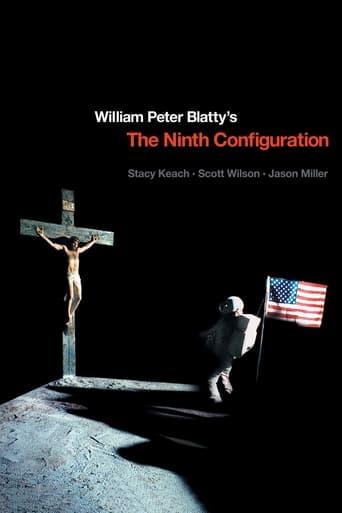 William Peter Blatty's
The Ninth Configuration
Stacy Keach • Scott Wilson • Jason Miller